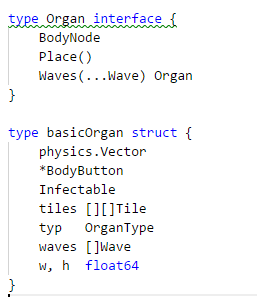 type Organ interface {
    BodyNode
    Place()
    Waves(...Wave) Organ
}

type basicOrgan struct {
    physics.Vector
    *BodyButton
    Infectable
    tiles [][]Tile
    typ   OrganType
    waves []Wave
    w, h  float64
}